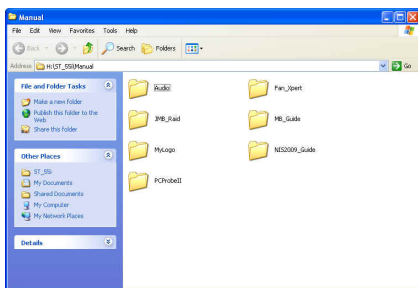 Manual
File Edit View Favorites Tools Help
Back Search Folders
Address H:\ST_55i\Manual Go
File and Folder Tasks
Make a new folder
Publish this folder to the Web
Share this folder
Other Places
ST_55i
My Documents
Shared Documents
My Computer
My Network Places
Details
Audio Fan_Xpert
JMB_Raid MB_Guide
MyLogo NIS2009_Guide
PCProbeII